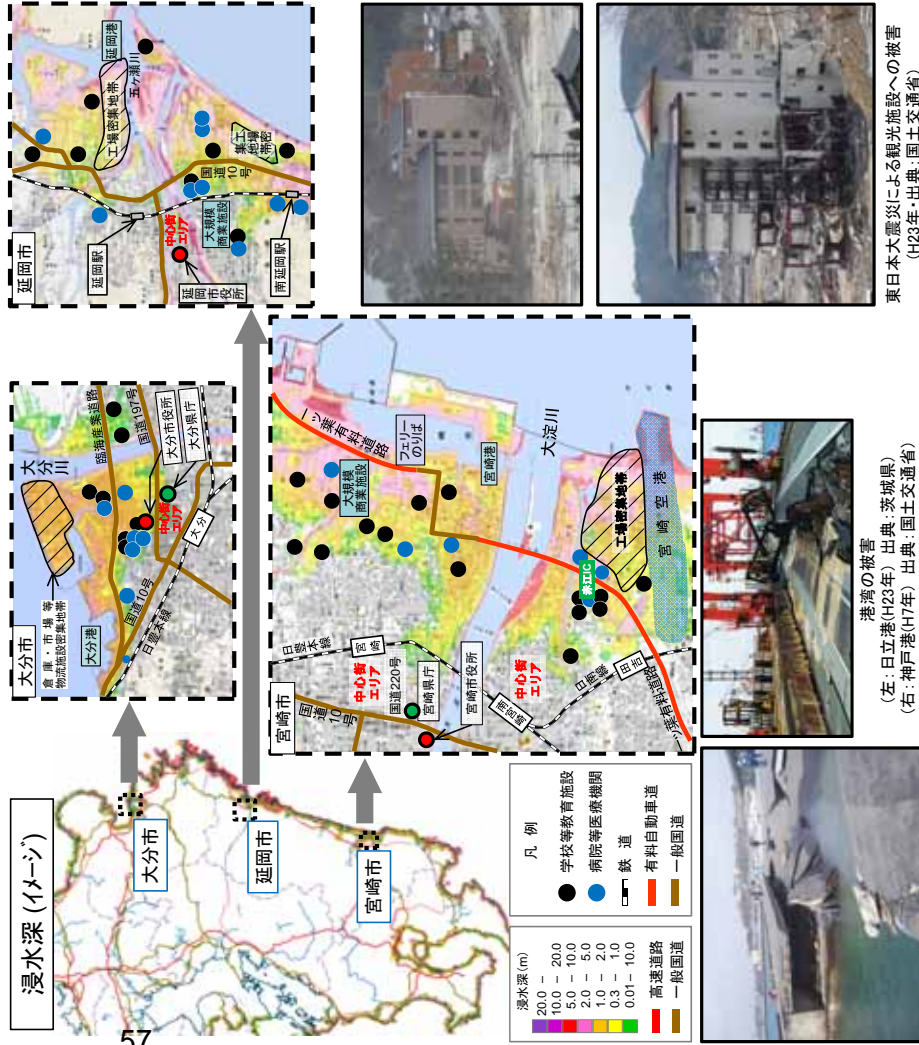 浸水深 (イメージ)
大分市
延岡市
宮崎市
浸水深(m)
20.0 -
10.0 - 20.0
5.0 - 10.0
2.0 - 5.0
1.0 - 2.0
0.3 - 1.0
0.01 - 10.0
高速道路
一般国道
凡 例
学校等教育施設
病院等医療機関
鉄 道
有料自動車道
一般国道
大分市
倉庫・市場等
物流施設密集地帯
大分川
大分港
臨海産業道路
国道197号
国道10号
日豊本線
大分市役所
大分県庁
中心街
エリア
大分
延岡市
延岡港
工場密集地帯
五ヶ瀬川
延岡駅
国道
10号
中心街
エリア
大規模
商業施設
工場密
集地帯
延岡
市役所
南延岡駅
宮崎市
一ツ葉有料道路
大規模
商業施設
フェリー
のりば
宮崎港
大淀川
日豊本線
宮崎
国道
10号
中心街
エリア
国道220号
宮崎県庁
宮崎市役所
中心街
エリア
南宮崎
日南線
田吉
赤江IC
工場密集地帯
宮崎空港
一ツ葉有料道路
港湾の被害
(左:日立港(H23年) 出典:茨城県)
(右:神戸港(H7年) 出典:国土交通省)
東日本大震災による観光施設への被害
(H23年・出典:国土交通省)
57